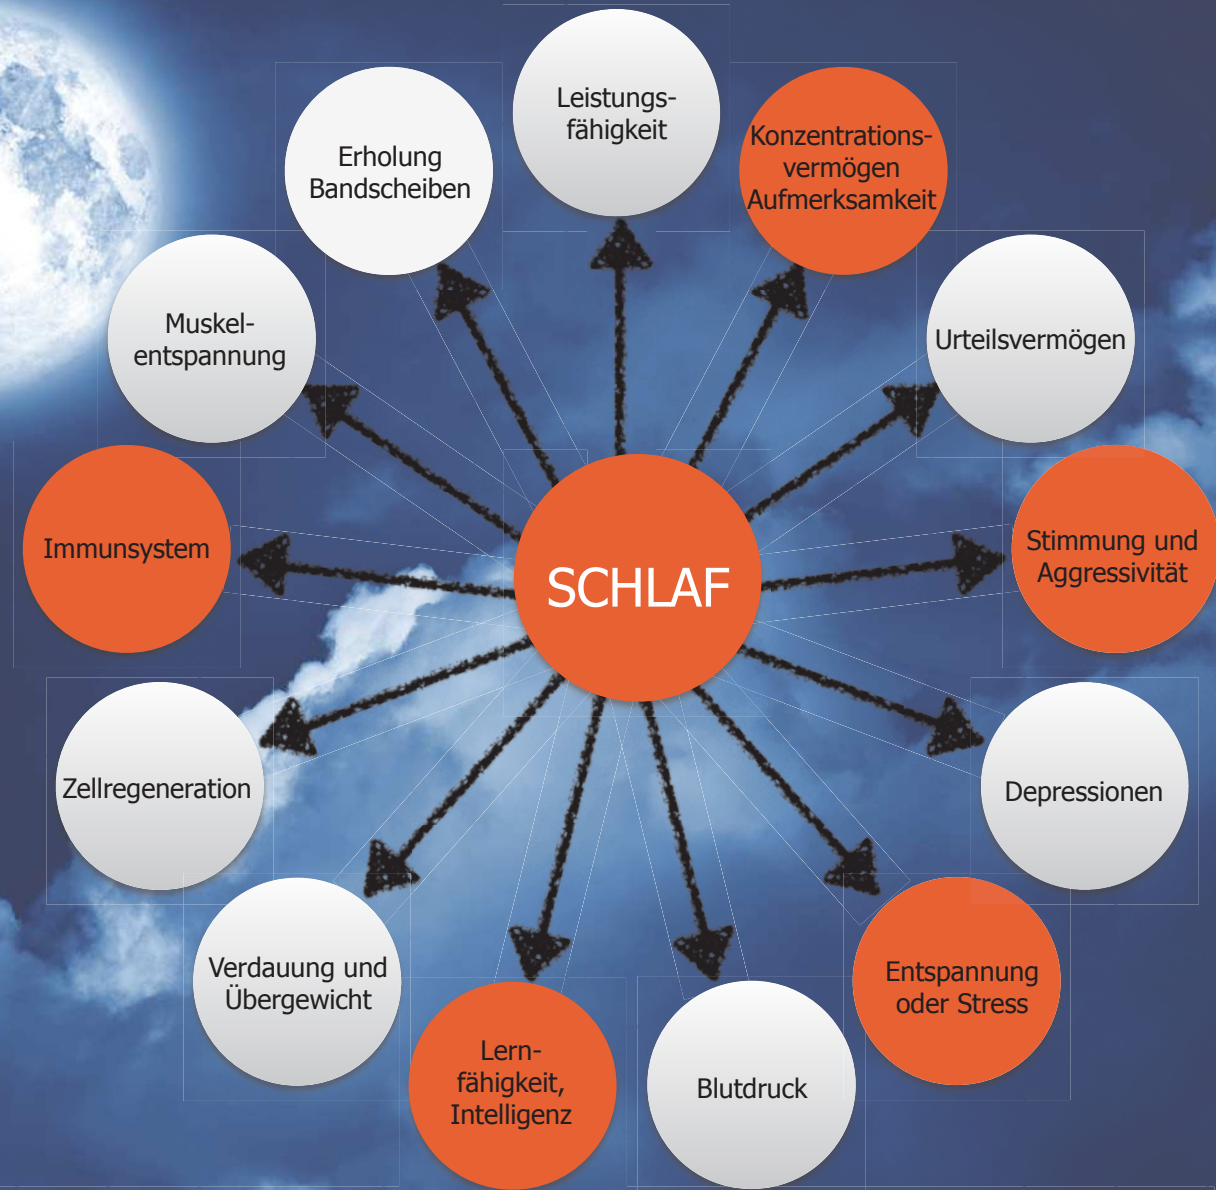 Leistungs-
fähigkeit
Konzentrations-
vermögen
Aufmerksamkeit
Urteilsvermögen
Stimmung und
Aggressivität
Depressionen
Entspannung
oder Stress
Blutdruck
Lern-
fähigkeit,
Intelligenz
Verdauung und
Übergewicht
Zellregeneration
Immunsystem
Muskel-
entspannung
Erholung
Bandscheiben
SCHLAF